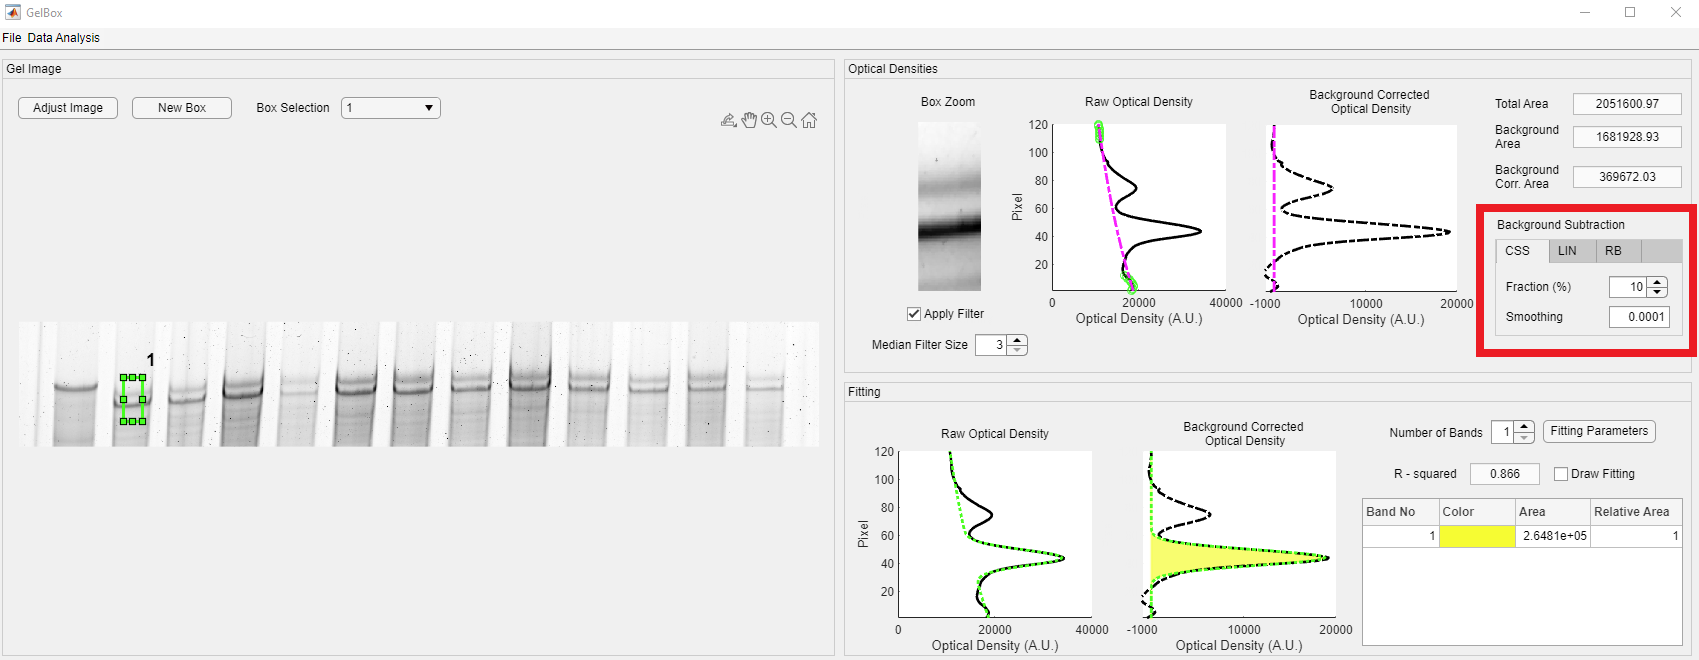 GelBox
File Data Analysis
Gel Image
Adjust Image
New Box
Box Selection
1
1
Optical Densities
Box Zoom
Apply Filter
Median Filter Size
3
Raw Optical Density
120
100
80
60
40
20
Pixel
0
20000
40000
Optical Density (A.U.)
Background Corrected
Optical Density
-1000
10000
20000
Optical Density (A.U.)
Total Area
2051600.97
Background
Area
1681928.93
Background
Corr. Area
369672.03
Background Subtraction
CSS
LIN
RB
Fraction (%)
10
Smoothing
0.0001
Fitting
Raw Optical Density
120
100
80
60
40
20
Pixel
0
20000
40000
Optical Density (A.U.)
Background Corrected
Optical Density
-1000
10000
20000
Optical Density (A.U.)
Number of Bands
1
Fitting Parameters
R - squared
0.866
Draw Fitting
Band No Color Area Relative Area
1 2.6481e+05 1